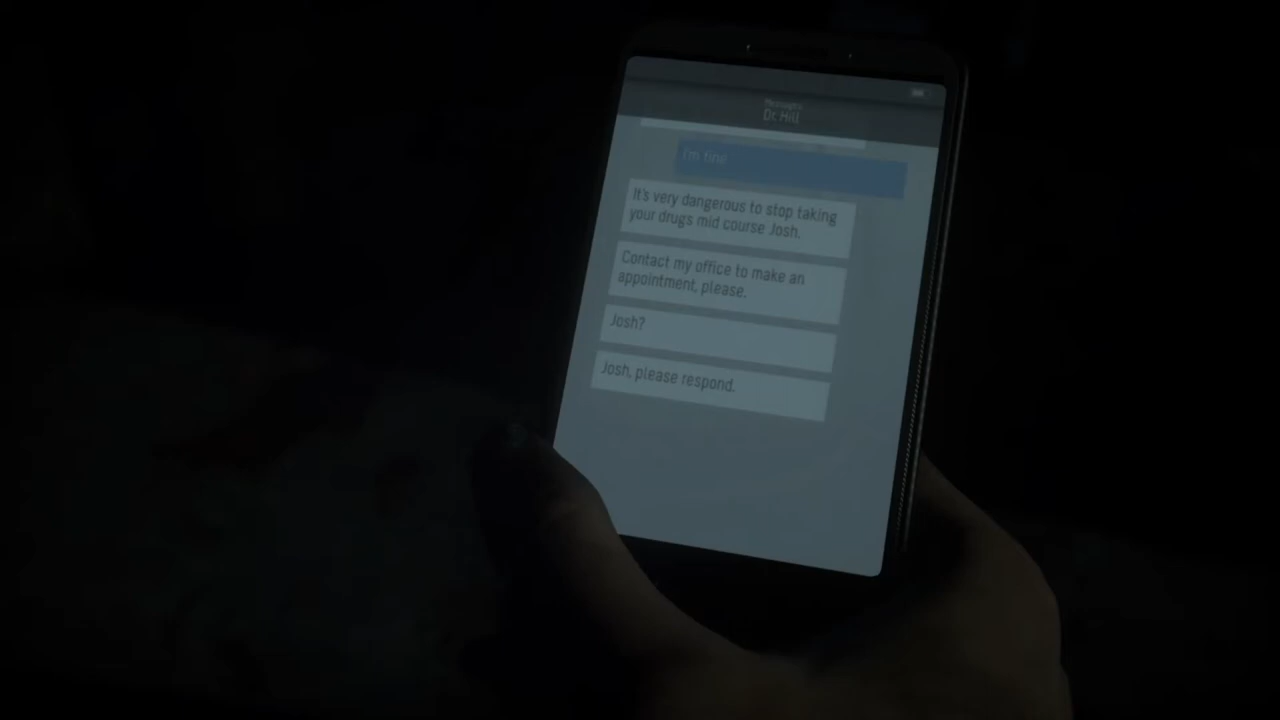 Messages
Dr. Hill
I'm fine
It's very dangerous to stop taking
your drugs mid course Josh.
Contact my office to make an
appointment, please.
Josh?
Josh, please respond.